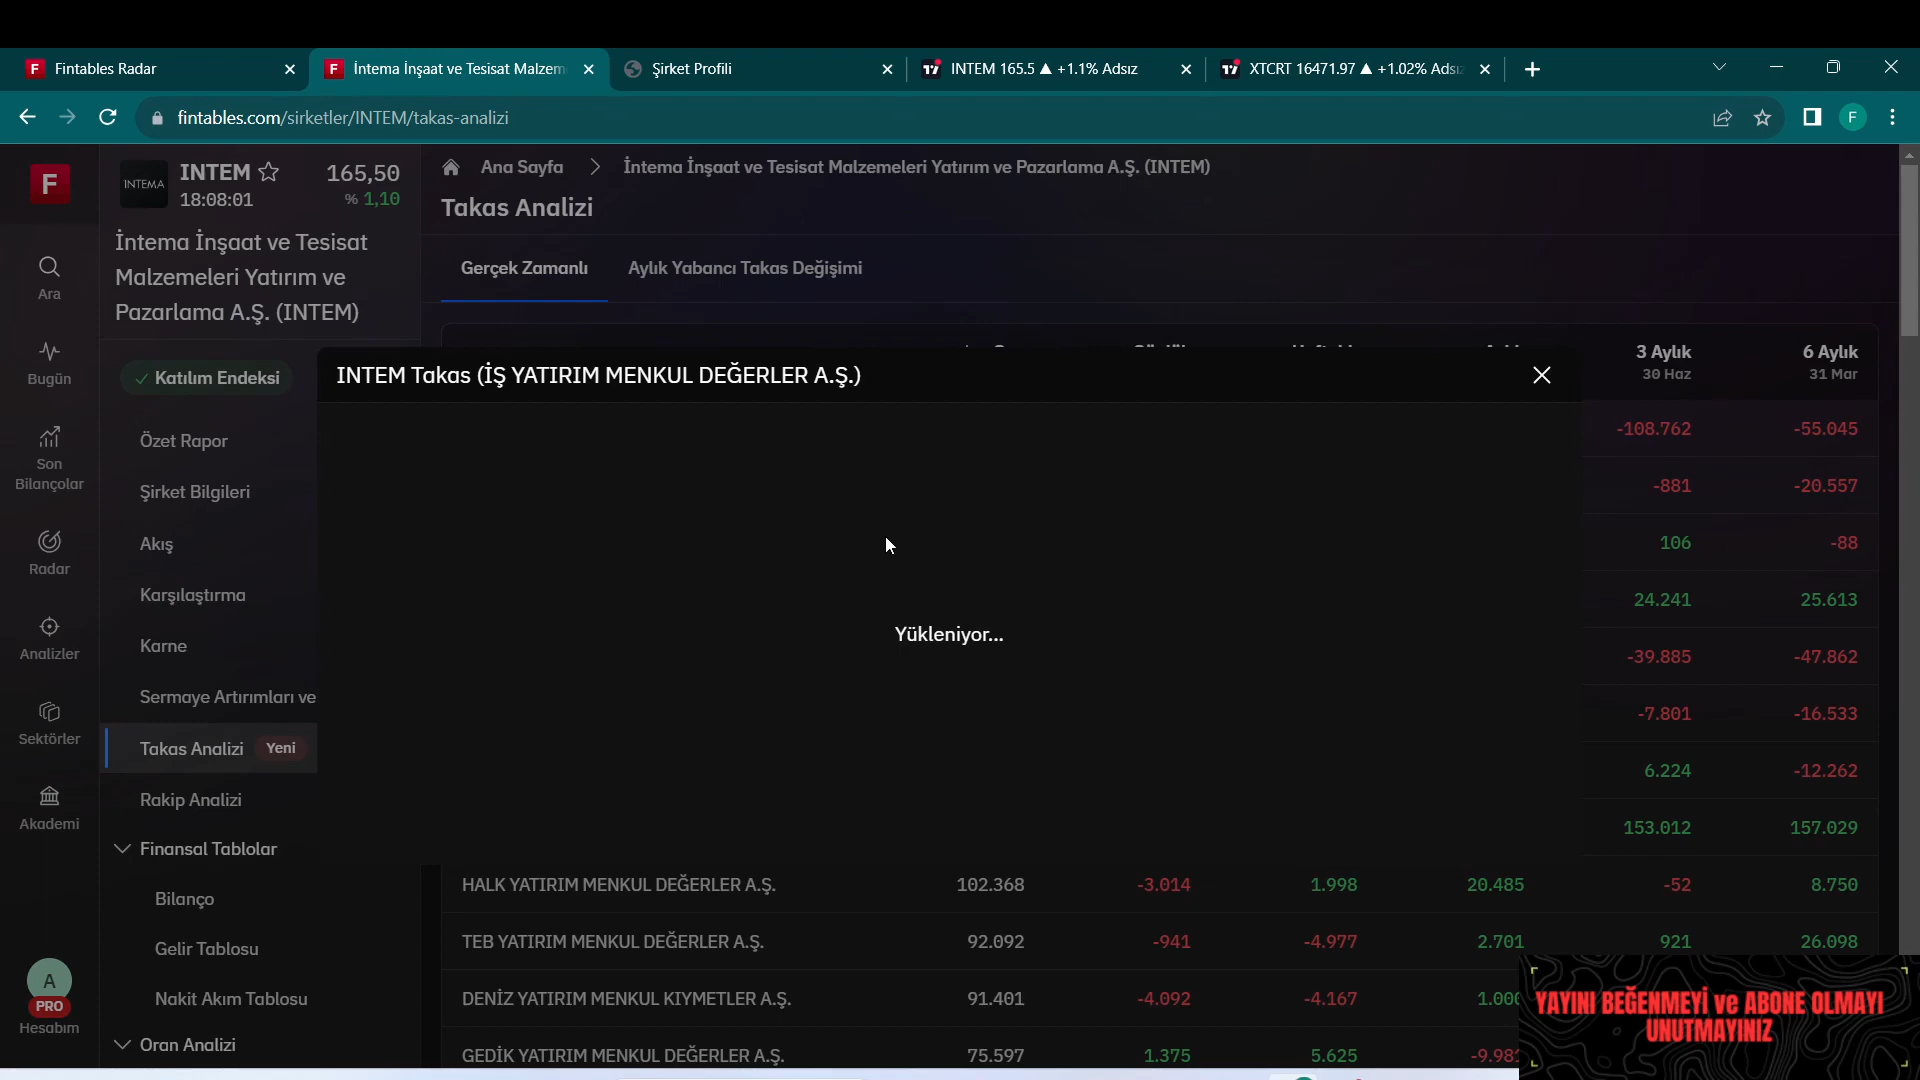 Fintables Radar
İntema İnşaat ve Tesisat Malzem
Şirket Profili
INTEM 165.5 ▲ +1.1% Adsız
XTCRT 16471.97 ▲ +1.02% Adsız
fintables.com/sirketler/INTEM/takas-analizi
F
F
INTEMA
INTEM
18:08:01
165,50
% 1,10
İntema İnşaat ve Tesisat
Malzemeleri Yatırım ve
Pazarlama A.Ş. (INTEM)
Ara
Bugün
Son
Bilançolar
Radar
Analizler
Sektörler
Akademi
A
PRO
Hesabım
Katılım Endeksi
Özet Rapor
Şirket Bilgileri
Akış
Karşılaştırma
Karne
Sermaye Artırımları ve
Takas Analizi Yeni
Rakip Analizi
Finansal Tablolar
Bilanço
Gelir Tablosu
Nakit Akım Tablosu
Oran Analizi
Ana Sayfa
İntema İnşaat ve Tesisat Malzemeleri Yatırım ve Pazarlama A.Ş. (INTEM)
Takas Analizi
Gerçek Zamanlı
Aylık Yabancı Takas Değişimi
3 Aylık
30 Haz
6 Aylık
31 Mar
INTEM Takas (İŞ YATIRIM MENKUL DEĞERLER A.Ş.)
Yükleniyor...
-108.762 -55.045
-881 -20.557
106 -88
24.241 25.613
-39.885 -47.862
-7.801 -16.533
6.224 -12.262
153.012 157.029
HALK YATIRIM MENKUL DEĞERLER A.Ş. 102.368 -3.014 1.998 20.485 -52 8.750
TEB YATIRIM MENKUL DEĞERLER A.Ş. 92.092 -941 -4.977 2.701 921 26.098
DENİZ YATIRIM MENKUL KIYMETLER A.Ş. 91.401 -4.092 -4.167 1.000
GEDİK YATIRIM MENKUL DEĞERLER A.Ş. 75.597 1.375 5.625 -9.981
YAYINI BEĞENMEYİ ve ABONE OLMAYI
UNUTMAYINIZ